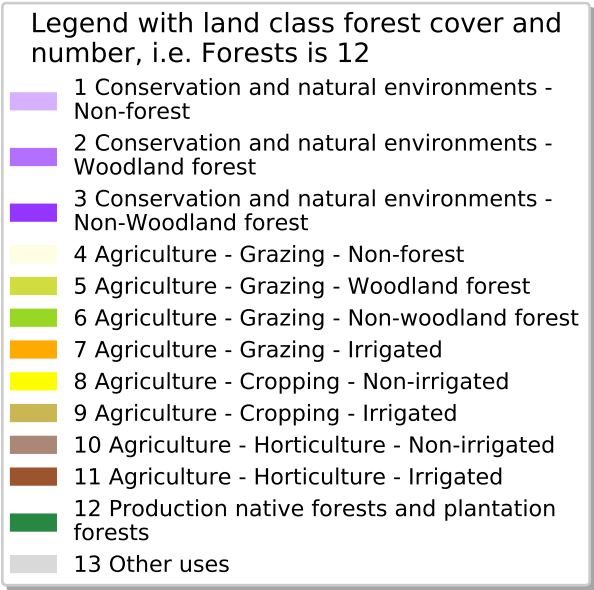 Legend with land class forest cover and
number, i.e. Forests is 12
1 Conservation and natural environments -
Non-forest
2 Conservation and natural environments -
Woodland forest
3 Conservation and natural environments -
Non-Woodland forest
4 Agriculture - Grazing - Non-forest
5 Agriculture - Grazing - Woodland forest
6 Agriculture - Grazing - Non-woodland forest
7 Agriculture - Grazing - Irrigated
8 Agriculture - Cropping - Non-irrigated
9 Agriculture - Cropping - Irrigated
10 Agriculture - Horticulture - Non-irrigated
11 Agriculture - Horticulture - Irrigated
12 Production native forests and plantation
forests
13 Other uses